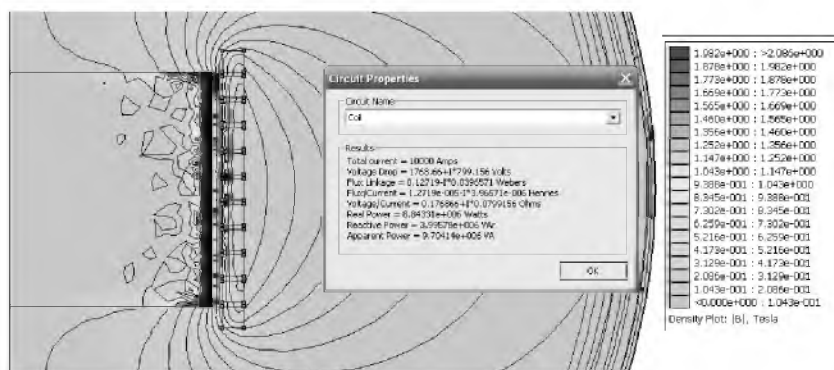 Circuit Properties
Circuit Name
Coil
Results
Total current = 10000 Amps
Voltage Drop = 1768.66+I*799.156 Volts
Flux Linkage = 0.12719-I*0.0396571 Webers
Flux/Current = 1.2719e-005-I*3.96571e-006 Henries
Voltage/Current = 0.176866+I*0.0799156 Ohms
Real Power = 8.84331e+006 Watts
Reactive Power = 3.99578e+006 VAr
Apparent Power = 9.70414e+006 VA
OK
1.982e+000 : >2.086e+000
1.878e+000 : 1.982e+000
1.773e+000 : 1.878e+000
1.669e+000 : 1.773e+000
1.565e+000 : 1.669e+000
1.460e+000 : 1.565e+000
1.356e+000 : 1.460e+000
1.252e+000 : 1.356e+000
1.147e+000 : 1.252e+000
1.043e+000 : 1.147e+000
9.388e-001 : 1.043e+000
8.345e-001 : 9.388e-001
7.302e-001 : 8.345e-001
6.259e-001 : 7.302e-001
5.216e-001 : 6.259e-001
4.173e-001 : 5.216e-001
3.129e-001 : 4.173e-001
2.086e-001 : 3.129e-001
1.043e-001 : 2.086e-001
<0.000e+000 : 1.043e-001
Density Plot: |B|, Tesla